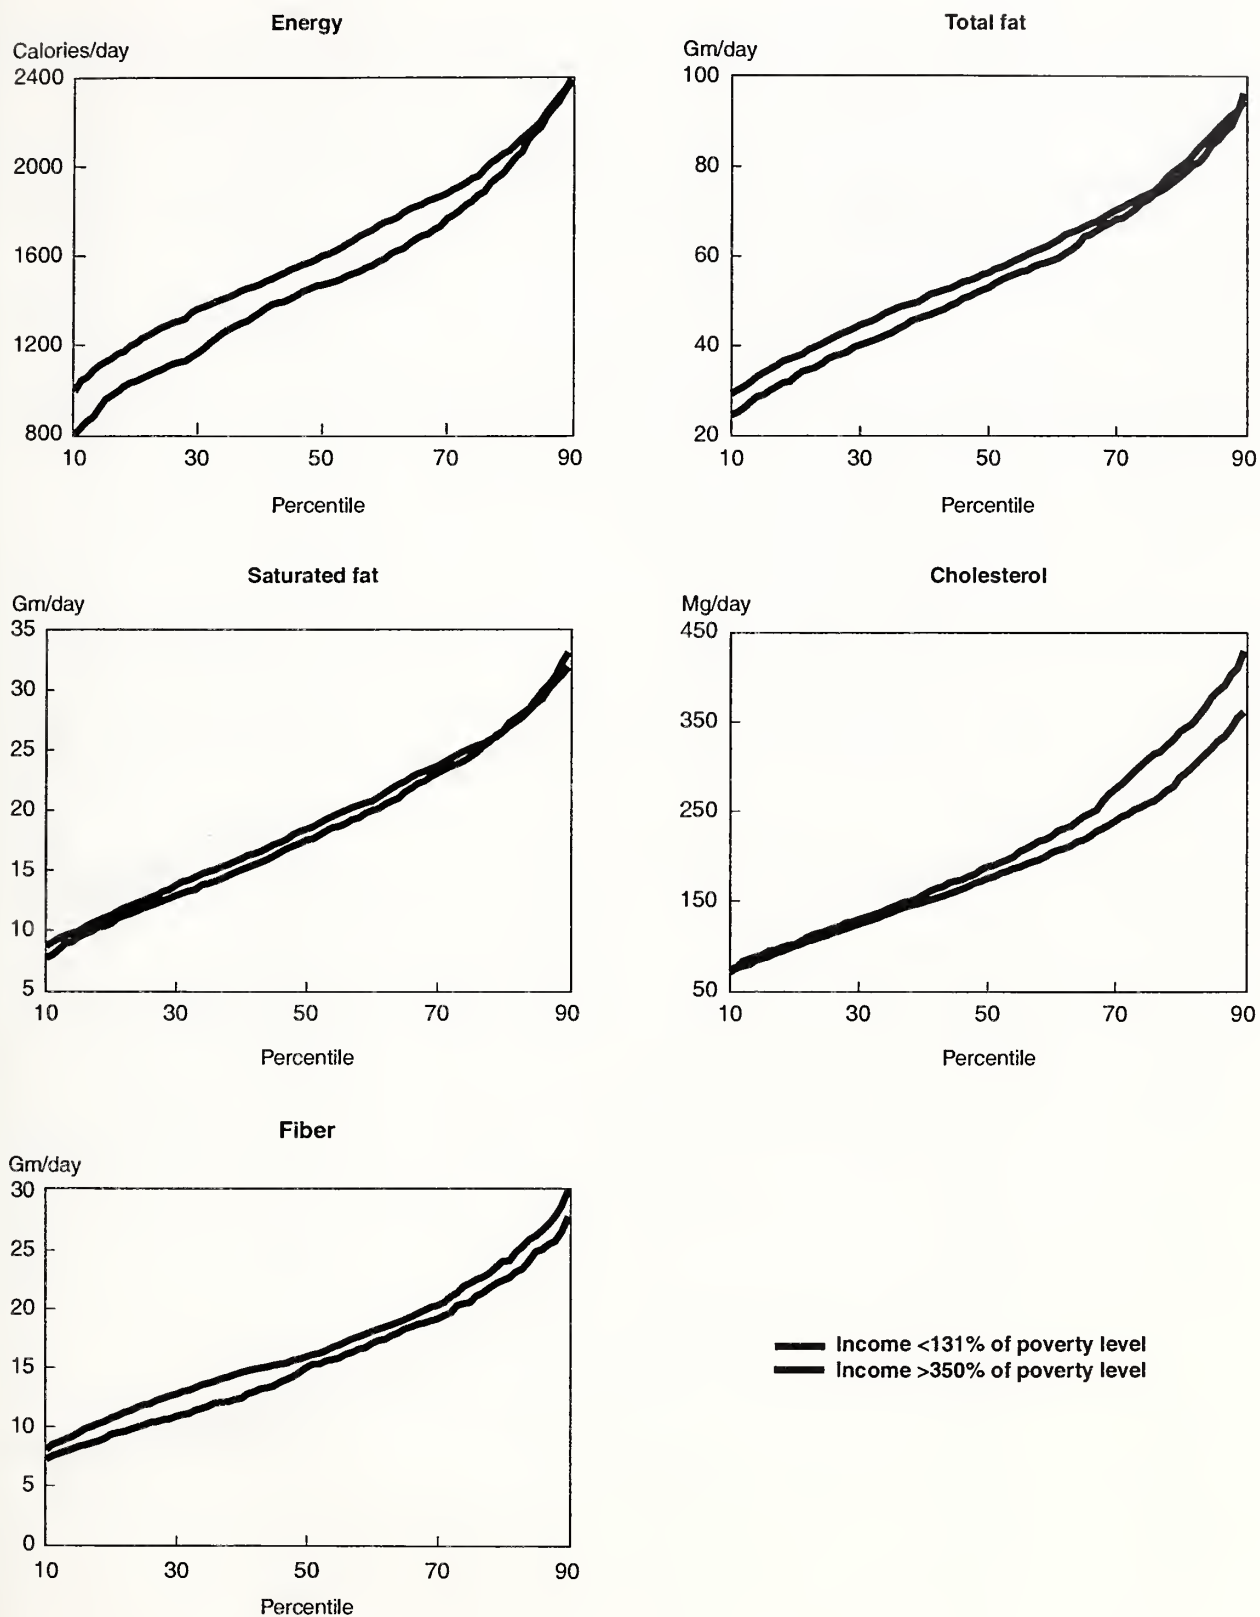 Energy
Calories/day
2400
2000
1600
1200
800
10 30 50 70 90
Percentile
Total fat
Gm/day
100
80
60
40
20
10 30 50 70 90
Percentile
Saturated fat
Gm/day
35
30
25
20
15
10
5
10 30 50 70 90
Percentile
Cholesterol
Mg/day
450
350
250
150
50
10 30 50 70 90
Percentile
Fiber
Gm/day
30
25
20
15
10
5
0
10 30 50 70 90
Percentile
Income <131% of poverty level
Income >350% of poverty level